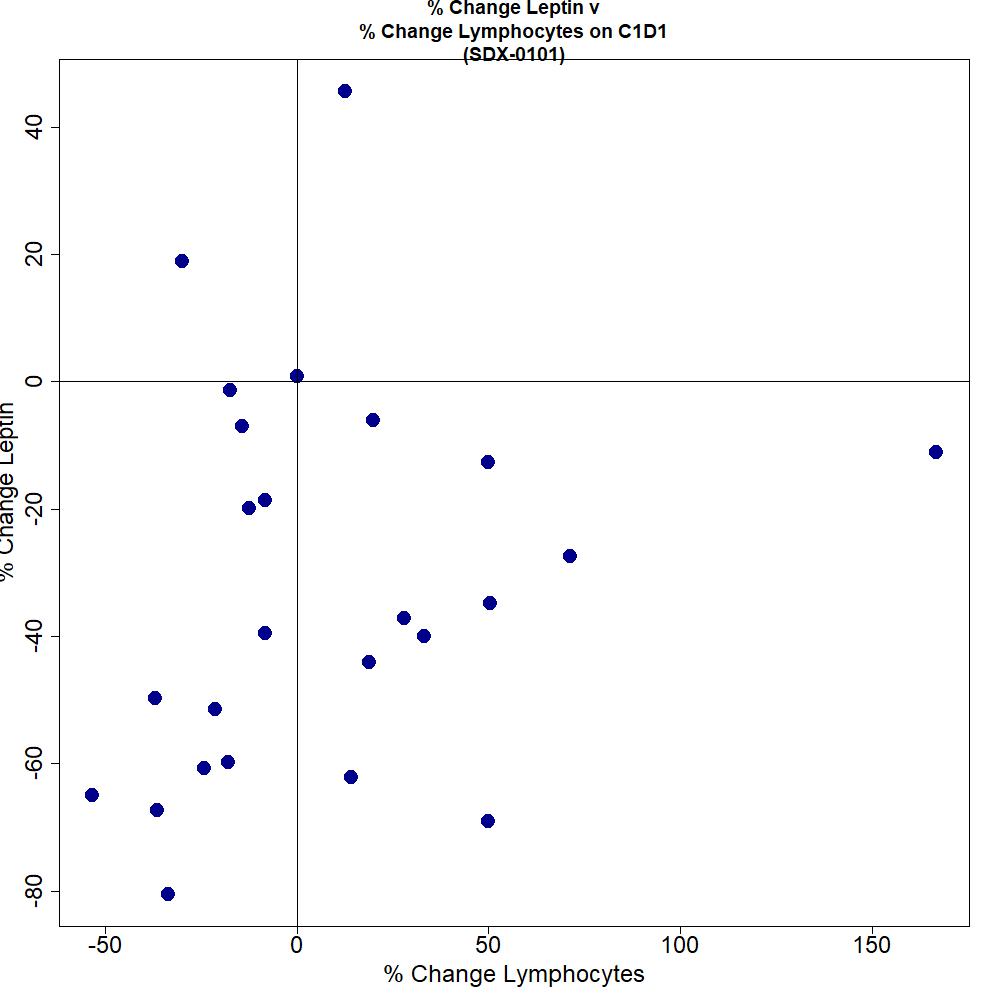 % Change Leptin v
% Change Lymphocytes on C1D1
(SDX-0101)
40
20
0
-20
-40
-60
-80
% Change Leptin
-50 0 50 100 150
% Change Lymphocytes